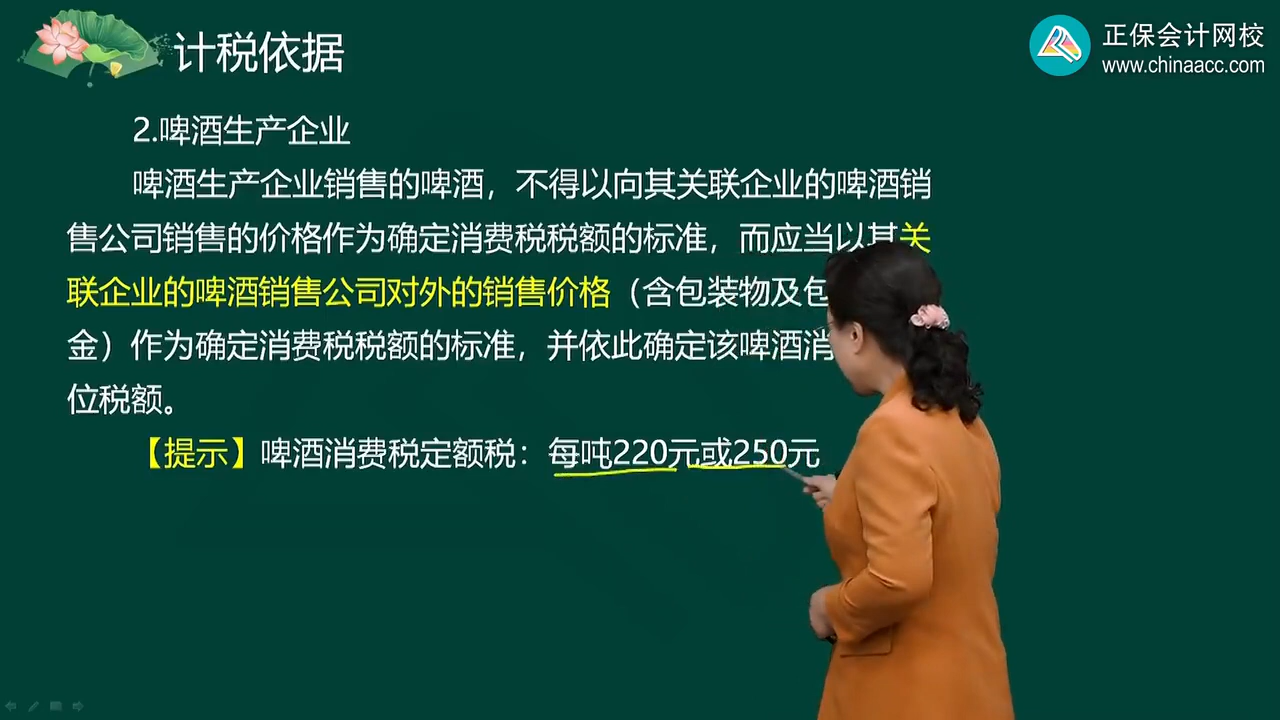 计税依据
正保会计网校
www.chinaacc.com
2.啤酒生产企业
啤酒生产企业销售的啤酒，不得以向其关联企业的啤酒销
售公司销售的价格作为确定消费税税额的标准，而应当以其关
联企业的啤酒销售公司对外的销售价格（含包装物及包
金）作为确定消费税税额的标准，并依此确定该啤酒消
位税额。
【提示】啤酒消费税定额税：每吨220元或250元